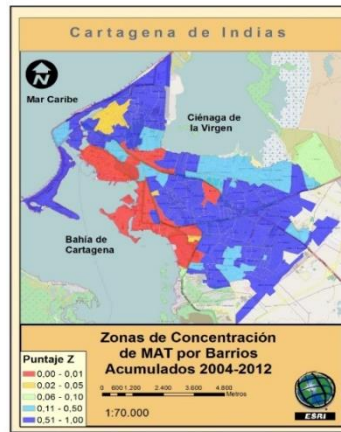 Cartagena de Indias
N
Mar Caribe
Ciénaga de
la Virgen
Bahía de
Cartagena
Zonas de Concentración
de MAT por Barrios
Acumulados 2004-2012
Puntaje Z
0,00 - 0,01
0,02 - 0,05
0,06 - 0,10
0,11 - 0,50
0,51 - 1,00
0 600 1.200 2.400 3.600 4.800
Metros
1:70.000
ESRI